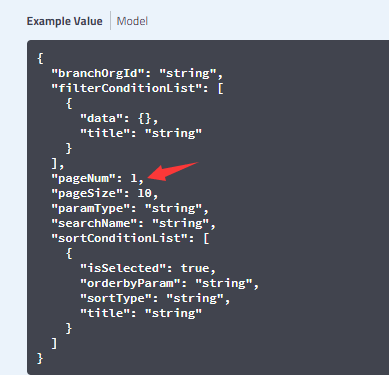 Example Value Model
{
"branchOrgId": "string",
"filterConditionList": [
{
"data": {},
"title": "string"
}
],
"pageNum": 1,
"pageSize": 10,
"paramType": "string",
"searchName": "string",
"sortConditionList": [
{
"isSelected": true,
"orderbyParam": "string",
"sortType": "string",
"title": "string"
}
]
}